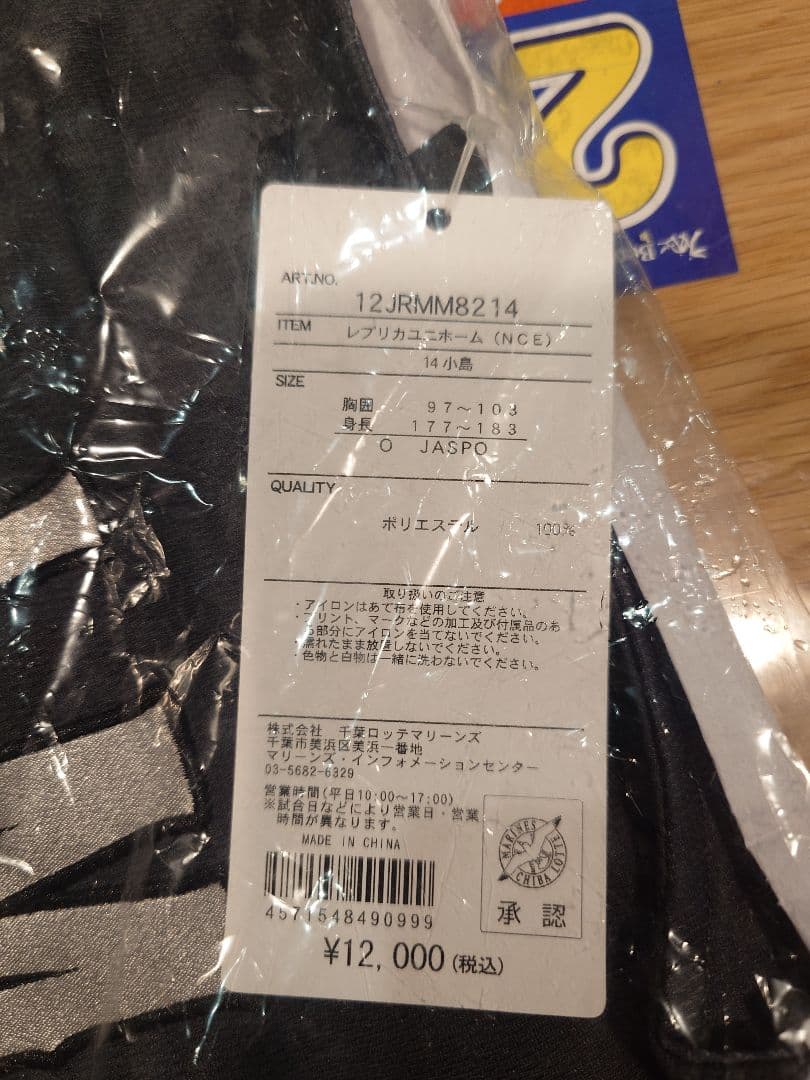 ART.NO.
12JRMM8214
ITEM
レプリカユニホーム（NCE）
14小島
SIZE
胸囲 97～103
身長 177～183
O JASPO
QUALITY
ポリエステル 100%
取り扱いのご注意
・アイロンはあて布を使用してください。
・プリント、マークなどの加工及び付属品のあ
る部分にアイロンを当てないでください。
・濡れたまま放置しないでください。
・色物と白物は一緒に洗わないでください。
株式会社 千葉ロッテマリーンズ
千葉市美浜区美浜一番地
マリーンズ・インフォメーションセンター
03-5682-6329
営業時間(平日10:00～17:00)
※試合日などにより営業日・営業
時間が異なります。
MADE IN CHINA
4571548490999
¥12,000(税込)
MARINES
CHIBA LOTTE
承認